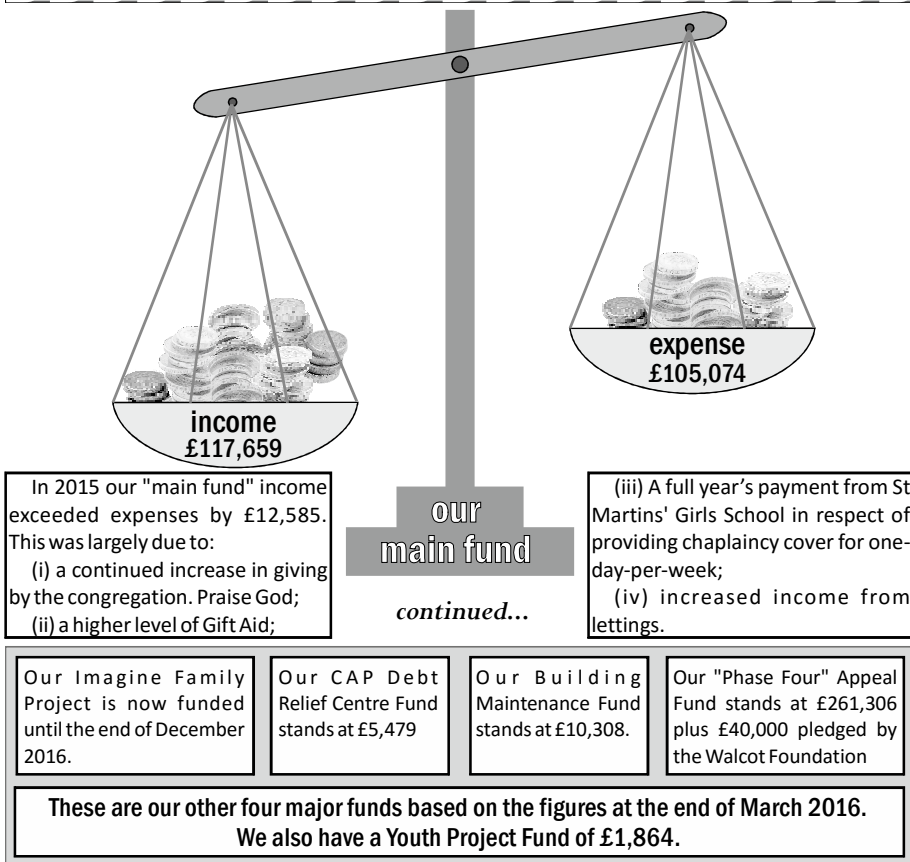 expense
£105,074
income
£117,659
our
main fund
continued...
In 2015 our "main fund" income
exceeded expenses by £12,585.
This was largely due to:
(i) a continued increase in giving
by the congregation. Praise God;
(ii) a higher level of Gift Aid;
(iii) A full year’s payment from St
Martins' Girls School in respect of
providing chaplaincy cover for one-
day-per-week;
(iv) increased income from
lettings.
Our Imagine Family
Project is now funded
until the end of December
2016.
Our CAP Debt
Relief Centre Fund
stands at £5,479
Our Building
Maintenance Fund
stands at £10,308.
Our "Phase Four" Appeal
Fund stands at £261,306
plus £40,000 pledged by
the Walcot Foundation
These are our other four major funds based on the figures at the end of March 2016.
We also have a Youth Project Fund of £1,864.